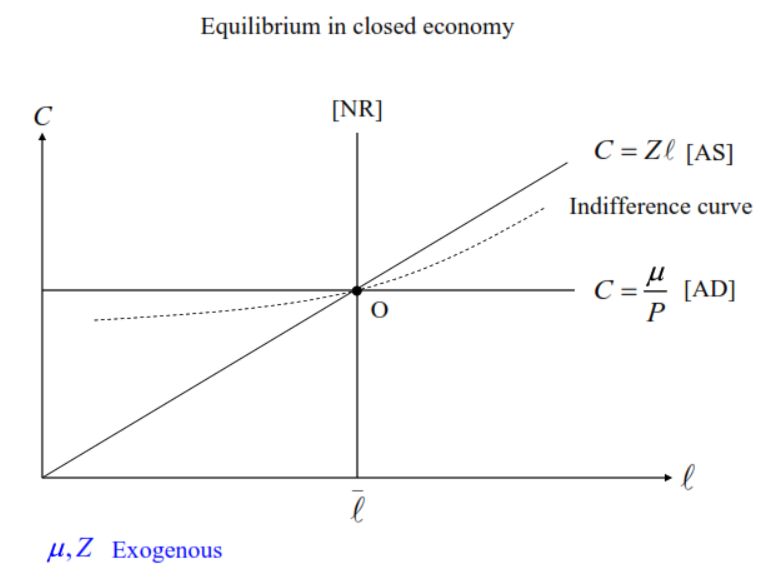 Equilibrium in closed economy
C
[NR]
C = Zℓ [AS]
Indifference curve
C = μ/P [AD]
O
ℓ
ℓ̄
μ, Z Exogenous